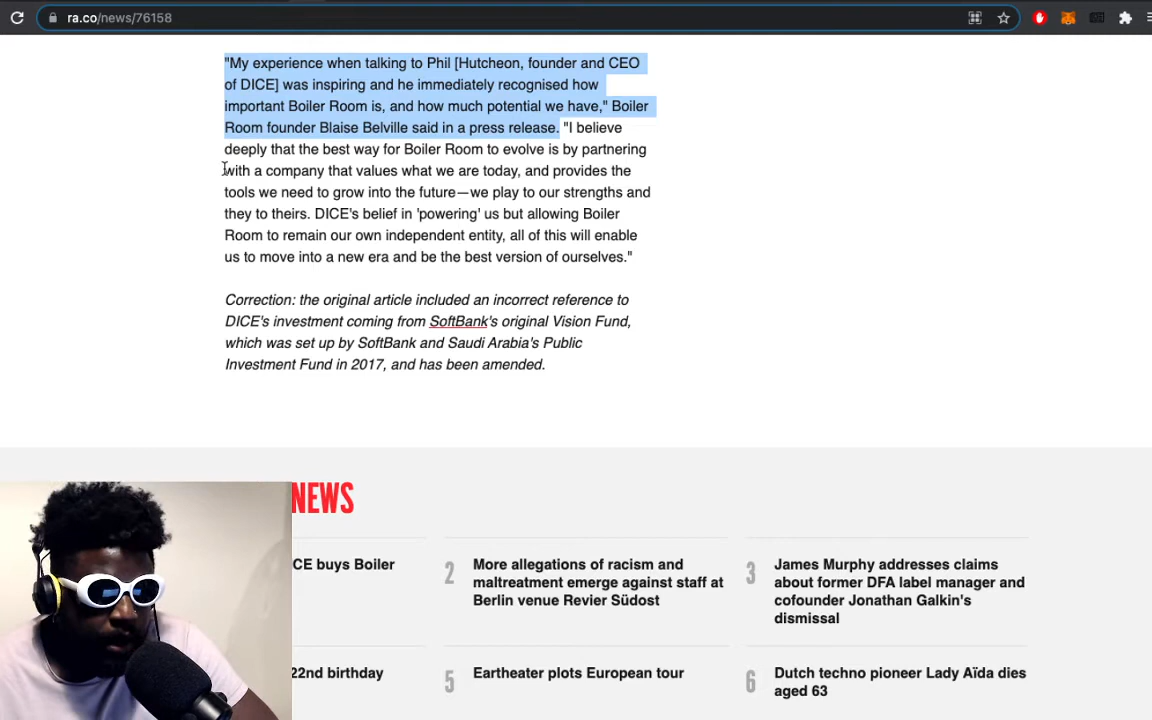 ra.co/news/76158
"My experience when talking to Phil [Hutcheon, founder and CEO
of DICE] was inspiring and he immediately recognised how
important Boiler Room is, and how much potential we have," Boiler
Room founder Blaise Belville said in a press release. "I believe
deeply that the best way for Boiler Room to evolve is by partnering
with a company that values what we are today, and provides the
tools we need to grow into the future—we play to our strengths and
they to theirs. DICE's belief in 'powering' us but allowing Boiler
Room to remain our own independent entity, all of this will enable
us to move into a new era and be the best version of ourselves."
Correction: the original article included an incorrect reference to
DICE's investment coming from SoftBank's original Vision Fund,
which was set up by SoftBank and Saudi Arabia's Public
Investment Fund in 2017, and has been amended.
NEWS
CE buys Boiler
2 More allegations of racism and
maltreatment emerge against staff at
Berlin venue Revier Südost
3 James Murphy addresses claims
about former DFA label manager and
cofounder Jonathan Galkin's
dismissal
22nd birthday
5 Eartheater plots European tour
6 Dutch techno pioneer Lady Aïda dies
aged 63